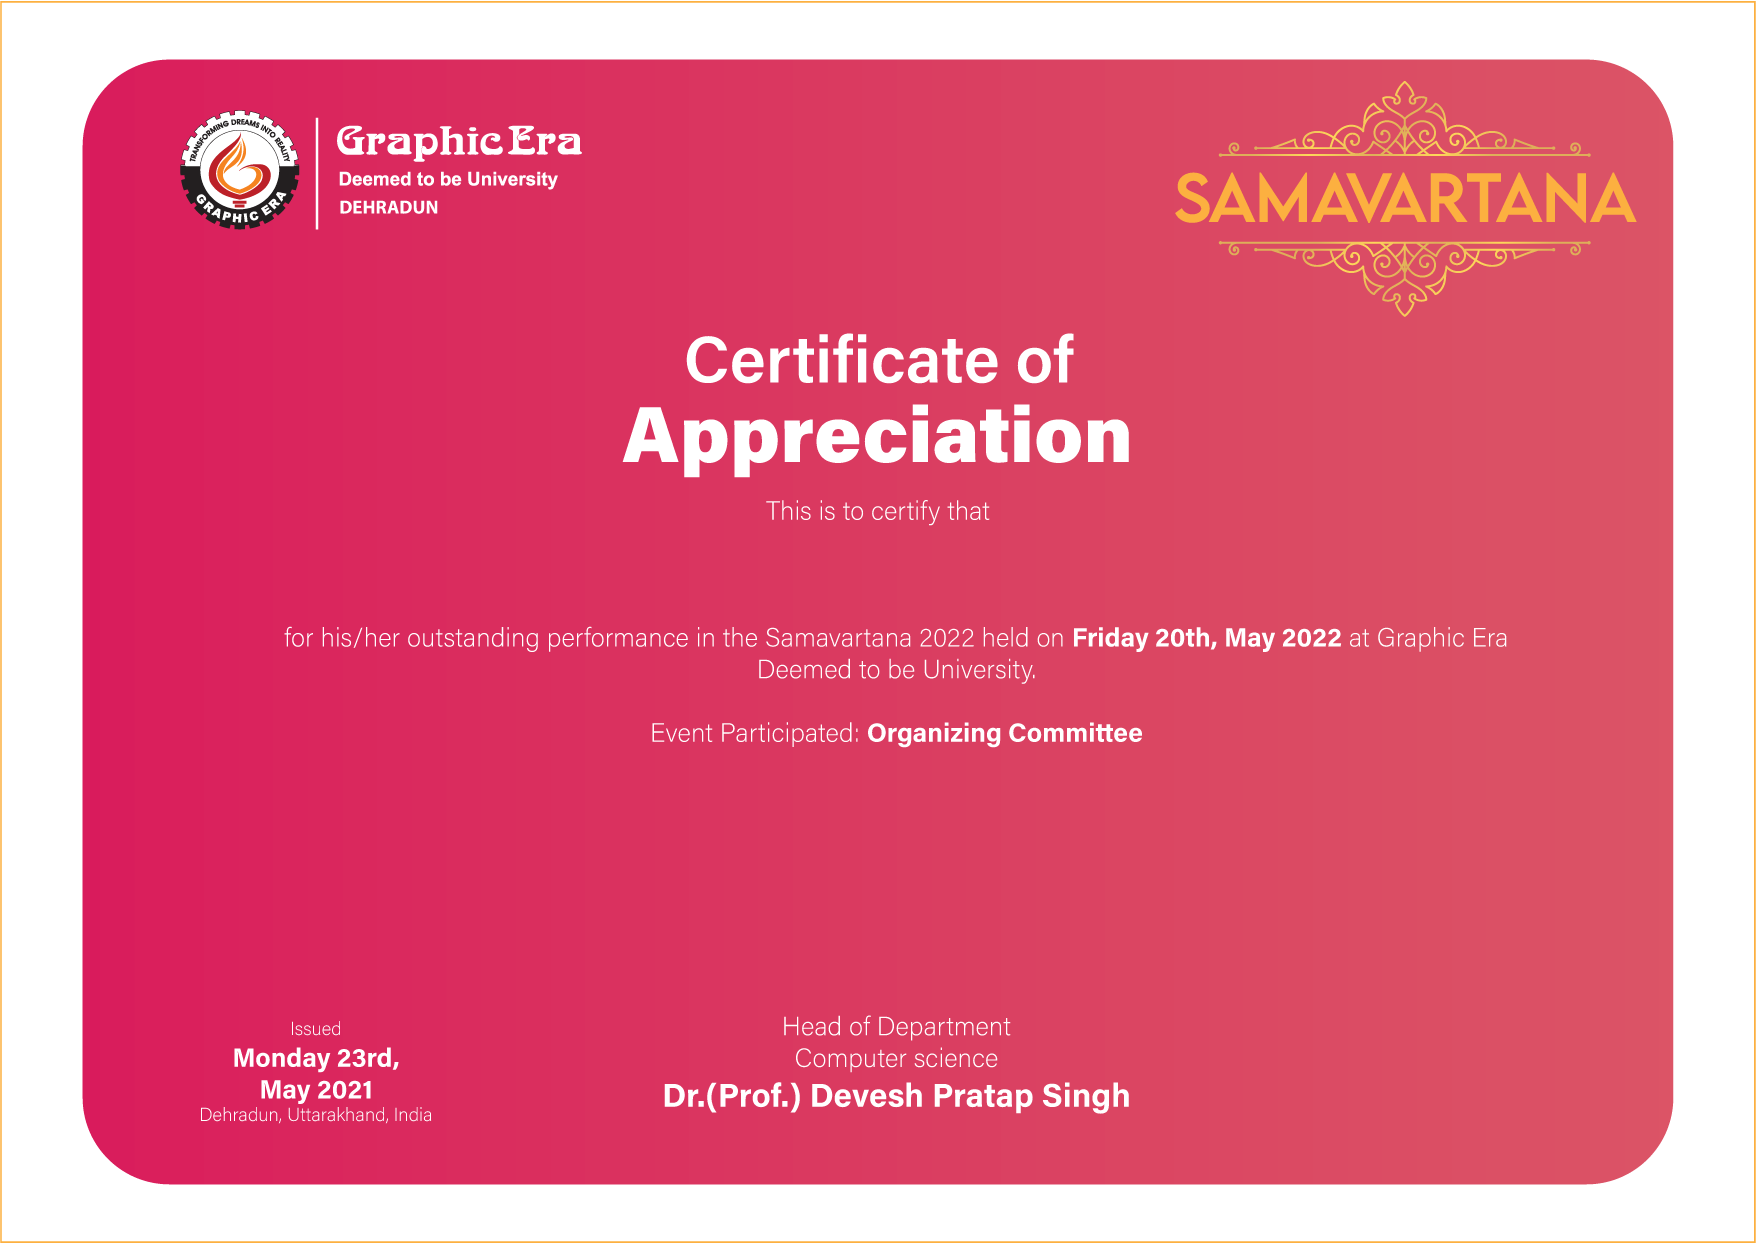 TRANSFORMING DREAMS INTO REALITY
GRAPHIC ERA
Graphic Era
Deemed to be University
DEHRADUN
SAMAVARTANA
Certificate of
Appreciation
This is to certify that
for his/her outstanding performance in the Samavartana 2022 held on Friday 20th, May 2022 at Graphic Era
Deemed to be University.
Event Participated: Organizing Committee
Issued
Monday 23rd,
May 2021
Dehradun, Uttarakhand, India
Head of Department
Computer science
Dr.(Prof.) Devesh Pratap Singh